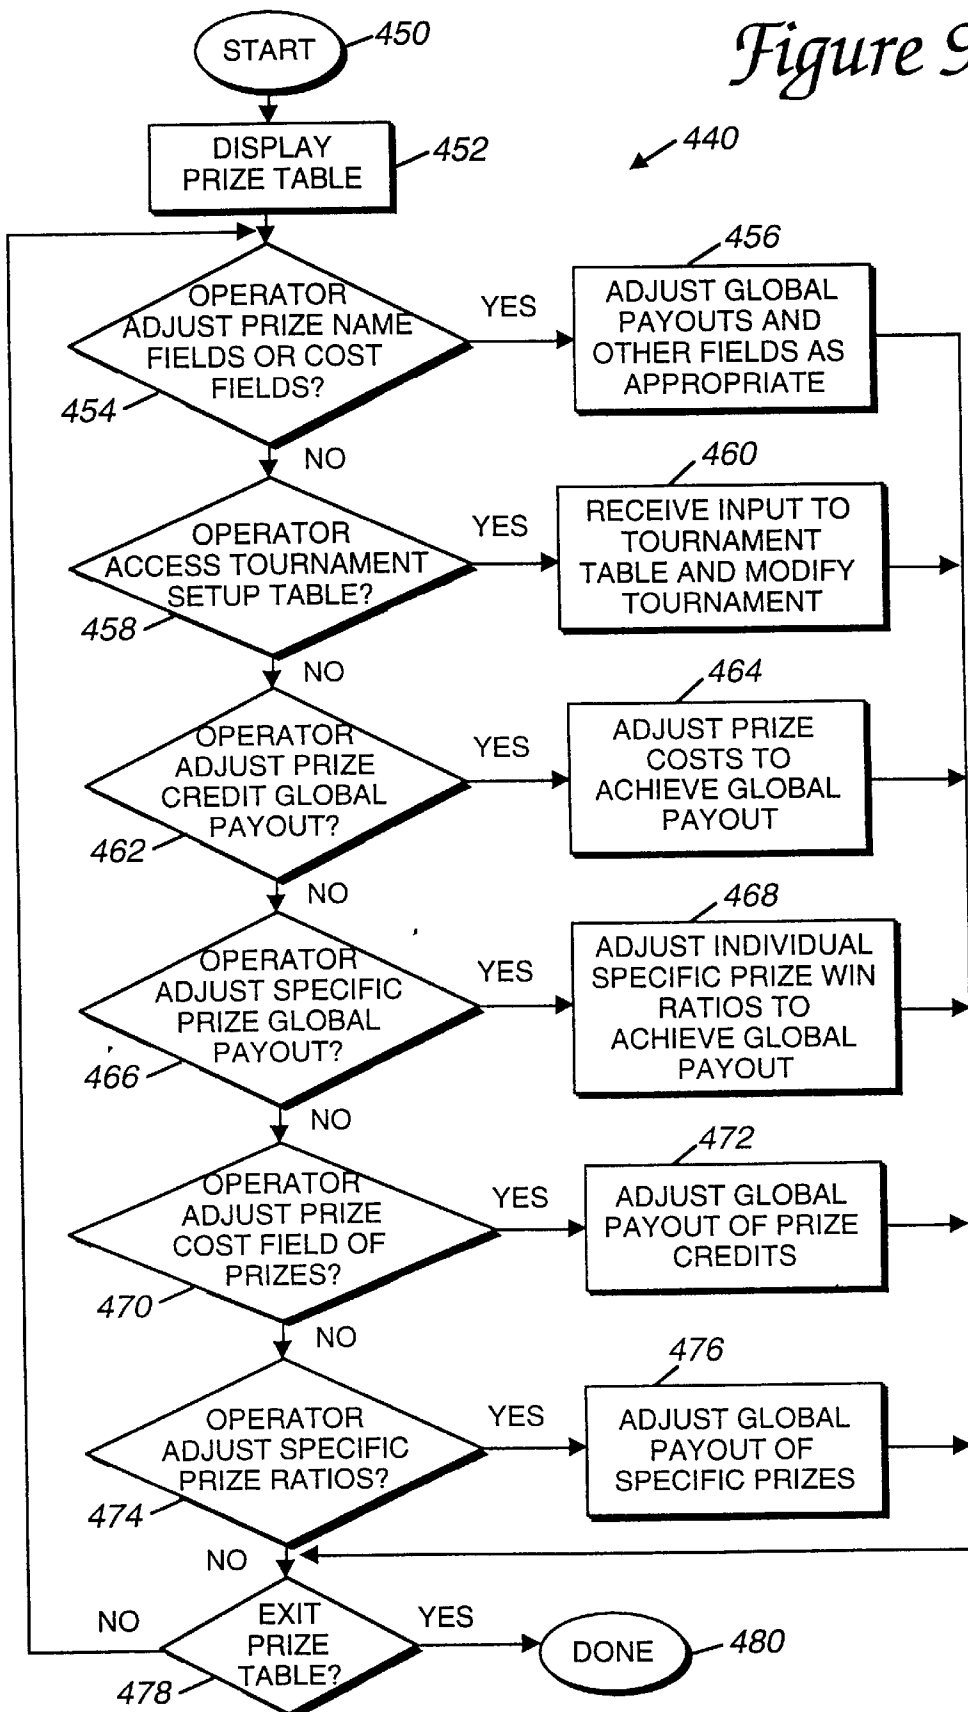 Figure 9
START
450
DISPLAY
PRIZE TABLE
452
440
OPERATOR
ADJUST PRIZE NAME
FIELDS OR COST
FIELDS?
454
YES
456
ADJUST GLOBAL
PAYOUTS AND
OTHER FIELDS AS
APPROPRIATE
NO
OPERATOR
ACCESS TOURNAMENT
SETUP TABLE?
458
YES
460
RECEIVE INPUT TO
TOURNAMENT
TABLE AND MODIFY
TOURNAMENT
NO
OPERATOR
ADJUST PRIZE
CREDIT GLOBAL
PAYOUT?
462
YES
464
ADJUST PRIZE
COSTS TO
ACHIEVE GLOBAL
PAYOUT
NO
OPERATOR
ADJUST SPECIFIC
PRIZE GLOBAL
PAYOUT?
466
YES
468
ADJUST INDIVIDUAL
SPECIFIC PRIZE WIN
RATIOS TO
ACHIEVE GLOBAL
PAYOUT
NO
OPERATOR
ADJUST PRIZE
COST FIELD OF
PRIZES?
470
YES
472
ADJUST GLOBAL
PAYOUT OF PRIZE
CREDITS
NO
OPERATOR
ADJUST SPECIFIC
PRIZE RATIOS?
474
YES
476
ADJUST GLOBAL
PAYOUT OF
SPECIFIC PRIZES
NO
EXIT
PRIZE
TABLE?
478
NO
YES
DONE
480